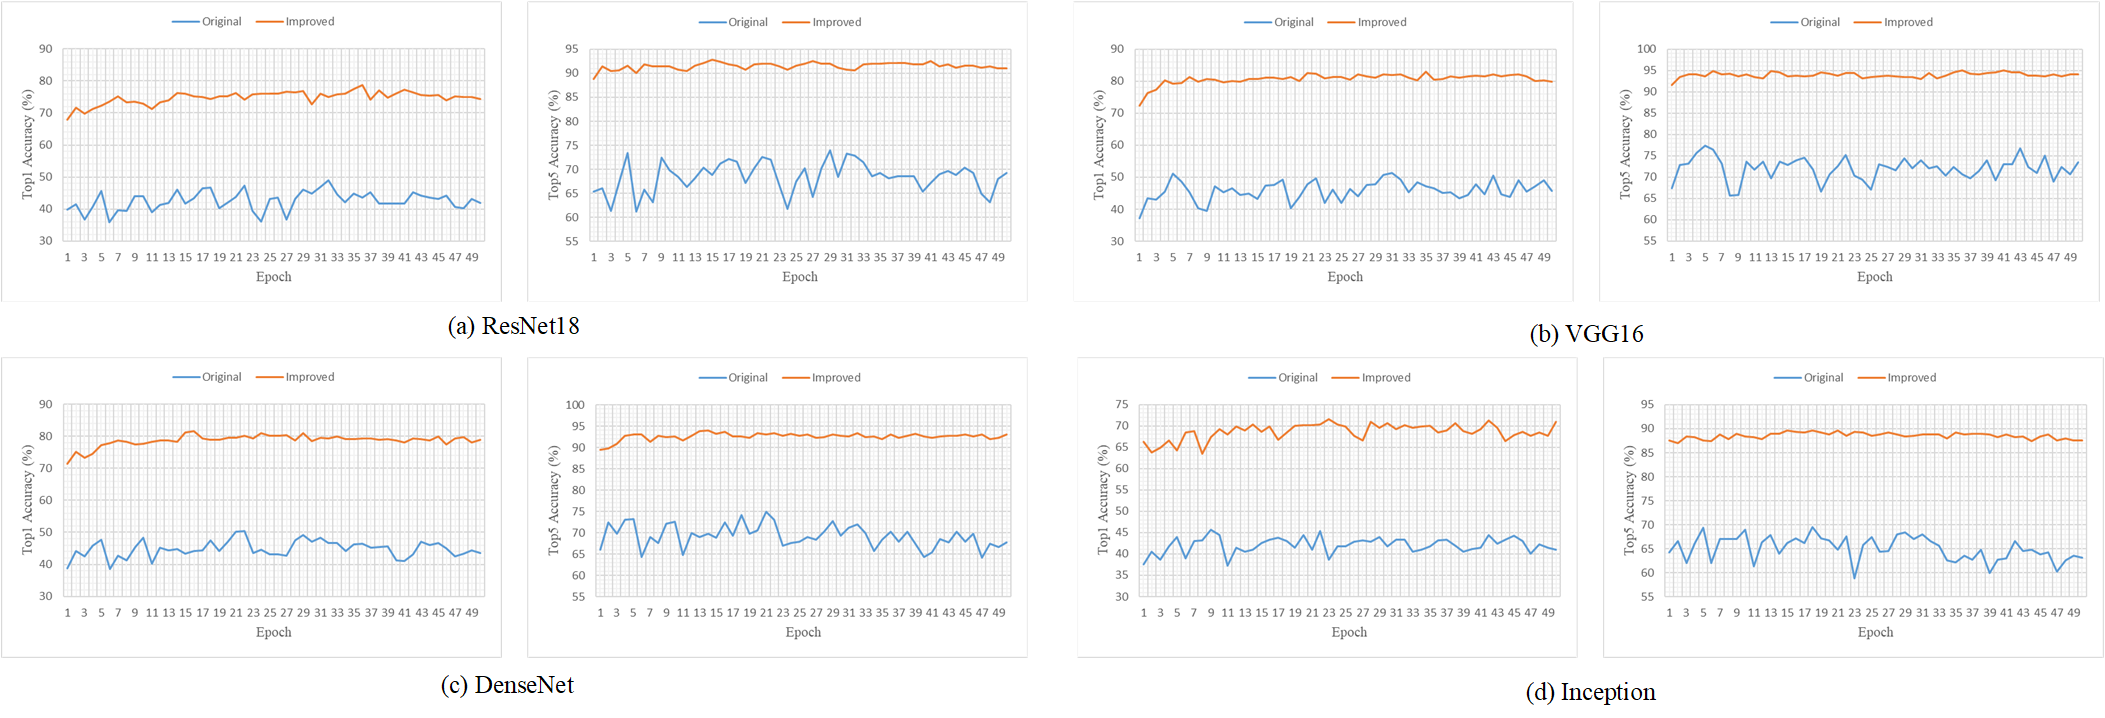 Original Improved
Top1 Accuracy (%)
90
80
70
60
50
40
30
1 3 5 7 9 11 13 15 17 19 21 23 25 27 29 31 33 35 37 39 41 43 45 47 49
Epoch
Original Improved
Top5 Accuracy (%)
95
90
85
80
75
70
65
60
55
1 3 5 7 9 11 13 15 17 19 21 23 25 27 29 31 33 35 37 39 41 43 45 47 49
Epoch
(a) ResNet18
Original Improved
Top1 Accuracy (%)
90
80
70
60
50
40
30
1 3 5 7 9 11 13 15 17 19 21 23 25 27 29 31 33 35 37 39 41 43 45 47 49
Epoch
Original Improved
Top5 Accuracy (%)
100
95
90
85
80
75
70
65
60
55
1 3 5 7 9 11 13 15 17 19 21 23 25 27 29 31 33 35 37 39 41 43 45 47 49
Epoch
(b) VGG16
Original Improved
Top1 Accuracy (%)
90
80
70
60
50
40
30
1 3 5 7 9 11 13 15 17 19 21 23 25 27 29 31 33 35 37 39 41 43 45 47 49
Epoch
Original Improved
Top5 Accuracy (%)
100
95
90
85
80
75
70
65
60
55
1 3 5 7 9 11 13 15 17 19 21 23 25 27 29 31 33 35 37 39 41 43 45 47 49
Epoch
(c) DenseNet
Original Improved
Top1 Accuracy (%)
75
70
65
60
55
50
45
40
35
30
1 3 5 7 9 11 13 15 17 19 21 23 25 27 29 31 33 35 37 39 41 43 45 47 49
Epoch
Original Improved
Top5 Accuracy (%)
95
90
85
80
75
70
65
60
55
1 3 5 7 9 11 13 15 17 19 21 23 25 27 29 31 33 35 37 39 41 43 45 47 49
Epoch
(d) Inception